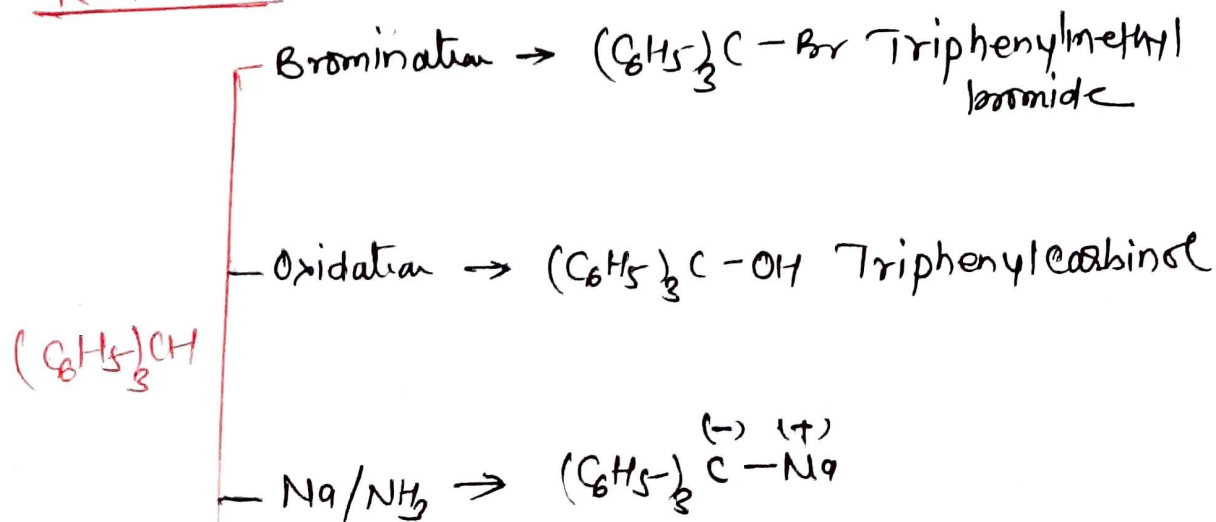 Bromination → (C6H5)3C - Br Triphenylmethyl
bromide
Oxidation → (C6H5)3C - OH Triphenylcarbinol
(C6H5)3CH
(-) (+)
Na/NH3 → (C6H5)3C - Na